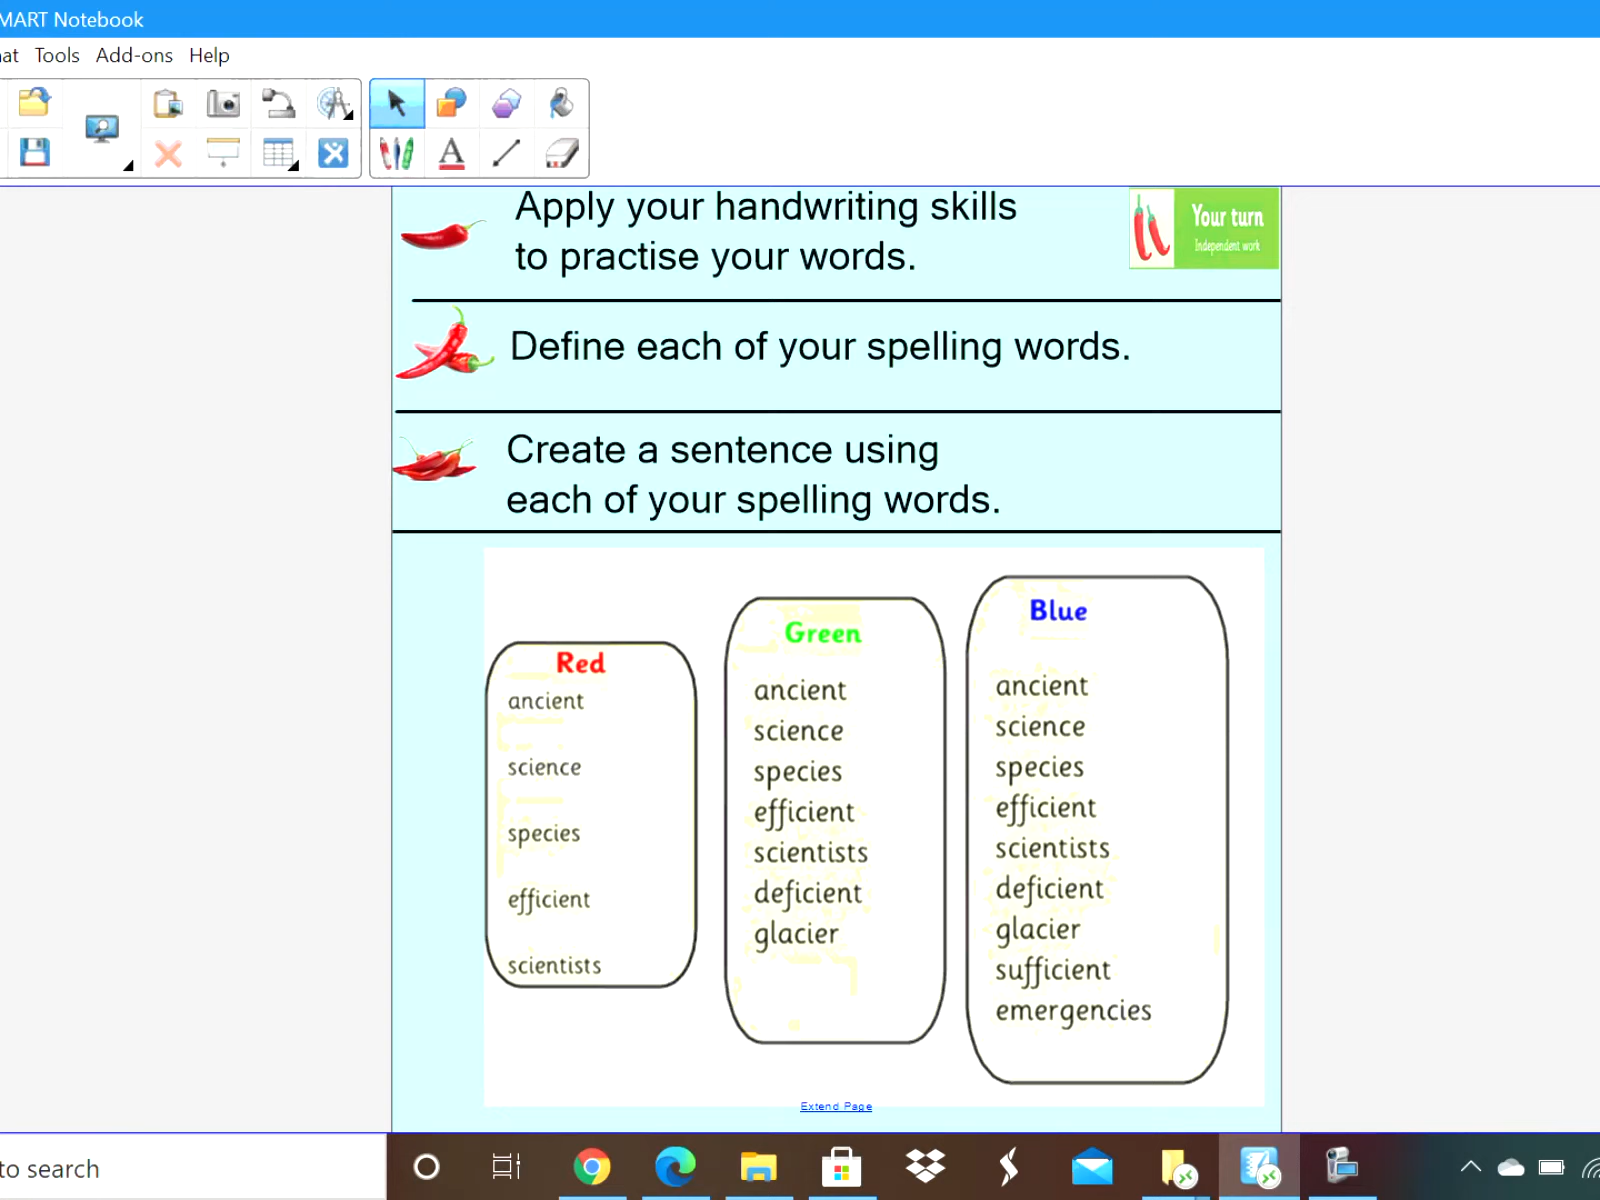 MART Notebook
at Tools Add-ons Help
Apply your handwriting skills
to practise your words.
Your turn
Independent work
Define each of your spelling words.
Create a sentence using
each of your spelling words.
Red
ancient
science
species
efficient
scientists
Green
ancient
science
species
efficient
scientists
deficient
glacier
Blue
ancient
science
species
efficient
scientists
deficient
glacier
sufficient
emergencies
Extend Page
to search